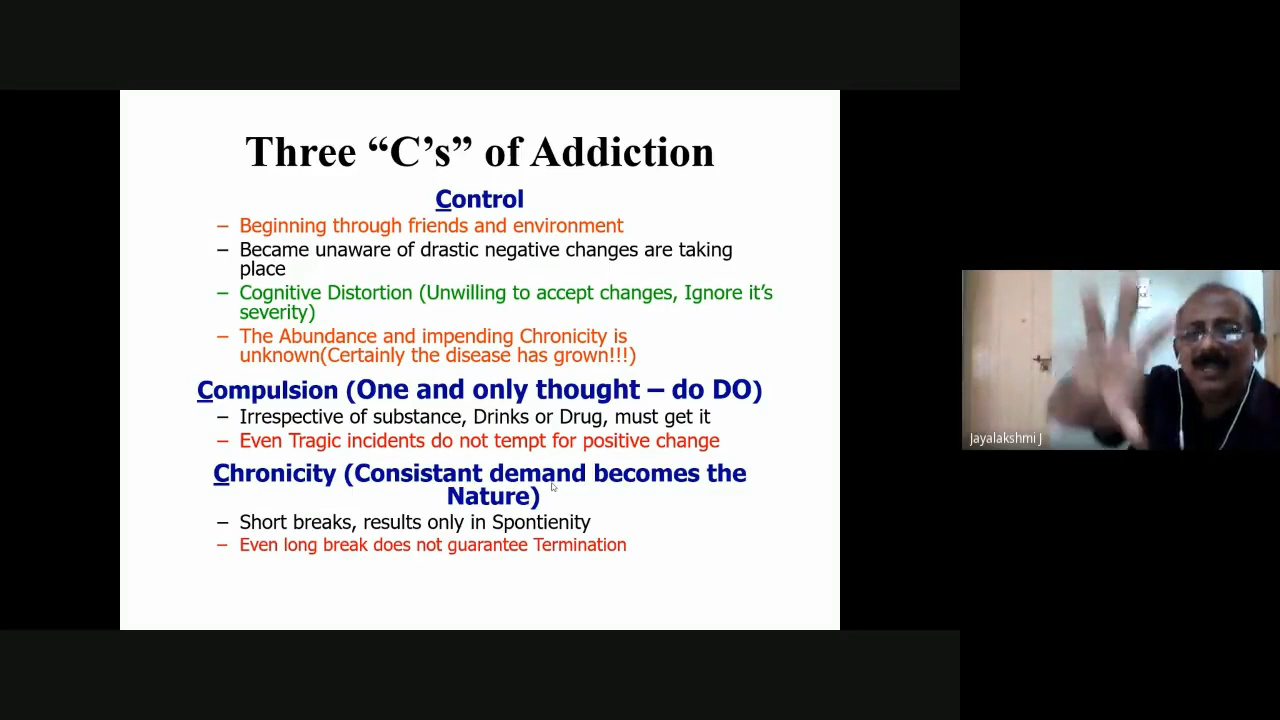 Three “C’s” of Addiction
Control
– Beginning through friends and environment
– Became unaware of drastic negative changes are taking
place
– Cognitive Distortion (Unwilling to accept changes, Ignore it’s
severity)
– The Abundance and impending Chronicity is
unknown(Certainly the disease has grown!!!)
Compulsion (One and only thought – do DO)
– Irrespective of substance, Drinks or Drug, must get it
– Even Tragic incidents do not tempt for positive change
Chronicity (Consistant demand becomes the
Nature)
– Short breaks, results only in Spontienity
– Even long break does not guarantee Termination
Jayalakshmi J